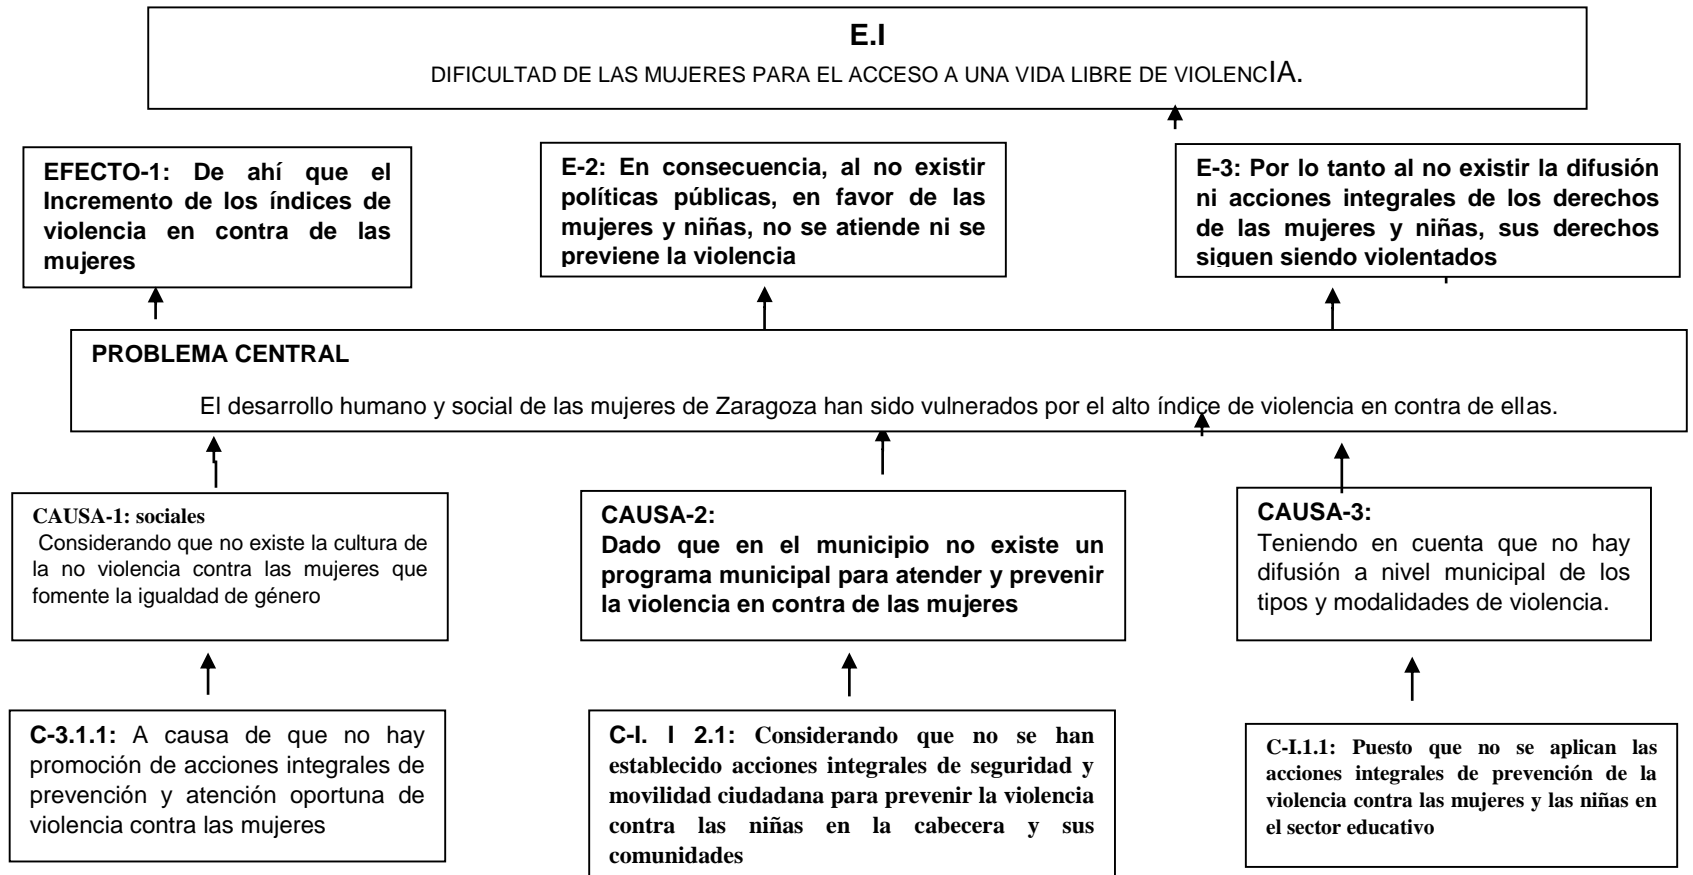 E.I
DIFICULTAD DE LAS MUJERES PARA EL ACCESO A UNA VIDA LIBRE DE VIOLENCIA.
EFECTO-1: De ahí que el
Incremento de los índices de
violencia en contra de las
mujeres
E-2: En consecuencia, al no existir
políticas públicas, en favor de las
mujeres y niñas, no se atiende ni se
previene la violencia
E-3: Por lo tanto al no existir la difusión
ni acciones integrales de los derechos
de las mujeres y niñas, sus derechos
siguen siendo violentados
PROBLEMA CENTRAL
El desarrollo humano y social de las mujeres de Zaragoza han sido vulnerados por el alto índice de violencia en contra de ellas.
CAUSA-1: sociales
Considerando que no existe la cultura de
la no violencia contra las mujeres que
fomente la igualdad de género
CAUSA-2:
Dado que en el municipio no existe un
programa municipal para atender y prevenir
la violencia en contra de las mujeres
CAUSA-3:
Teniendo en cuenta que no hay
difusión a nivel municipal de los
tipos y modalidades de violencia.
C-3.1.1: A causa de que no hay
promoción de acciones integrales de
prevención y atención oportuna de
violencia contra las mujeres
C-I. I 2.1: Considerando que no se han
establecido acciones integrales de seguridad y
movilidad ciudadana para prevenir la violencia
contra las niñas en la cabecera y sus
comunidades
C-I.1.1: Puesto que no se aplican las
acciones integrales de prevención de la
violencia contra las mujeres y las niñas en
el sector educativo